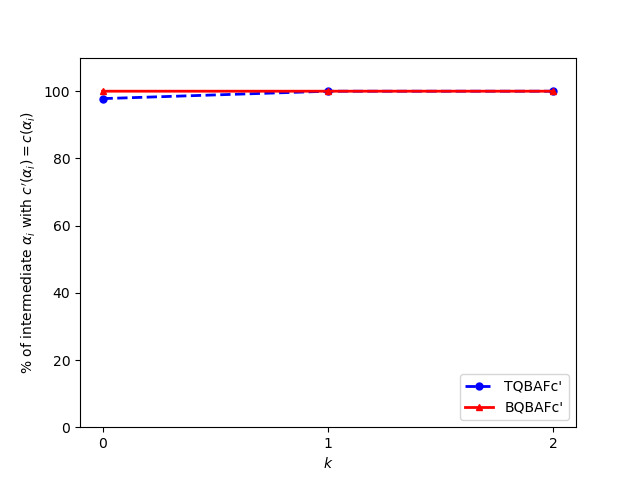 % of intermediate αᵢ with c'(αᵢ) = c(αᵢ)
100
80
60
40
20
0
0 1 2
k
TQBAFc'
BQBAFc'